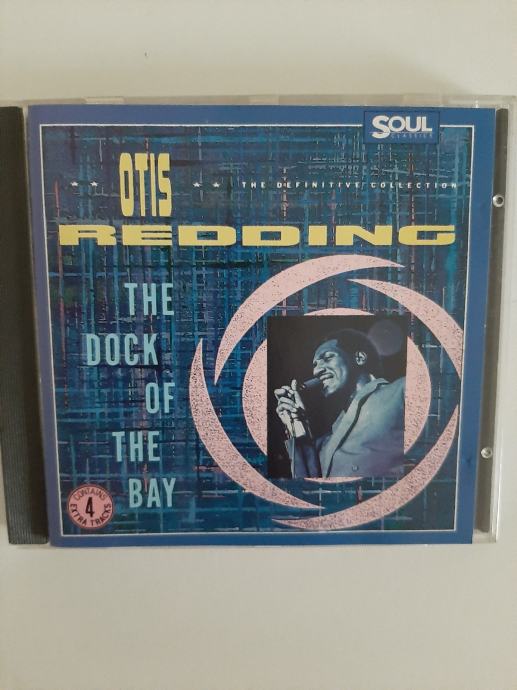 SOUL
CLASSICS
OTIS
THE DEFINITIVE COLLECTION
REDDING
THE
DOCK
OF
THE
BAY
CONTAINS
4
EXTRA TRACKS